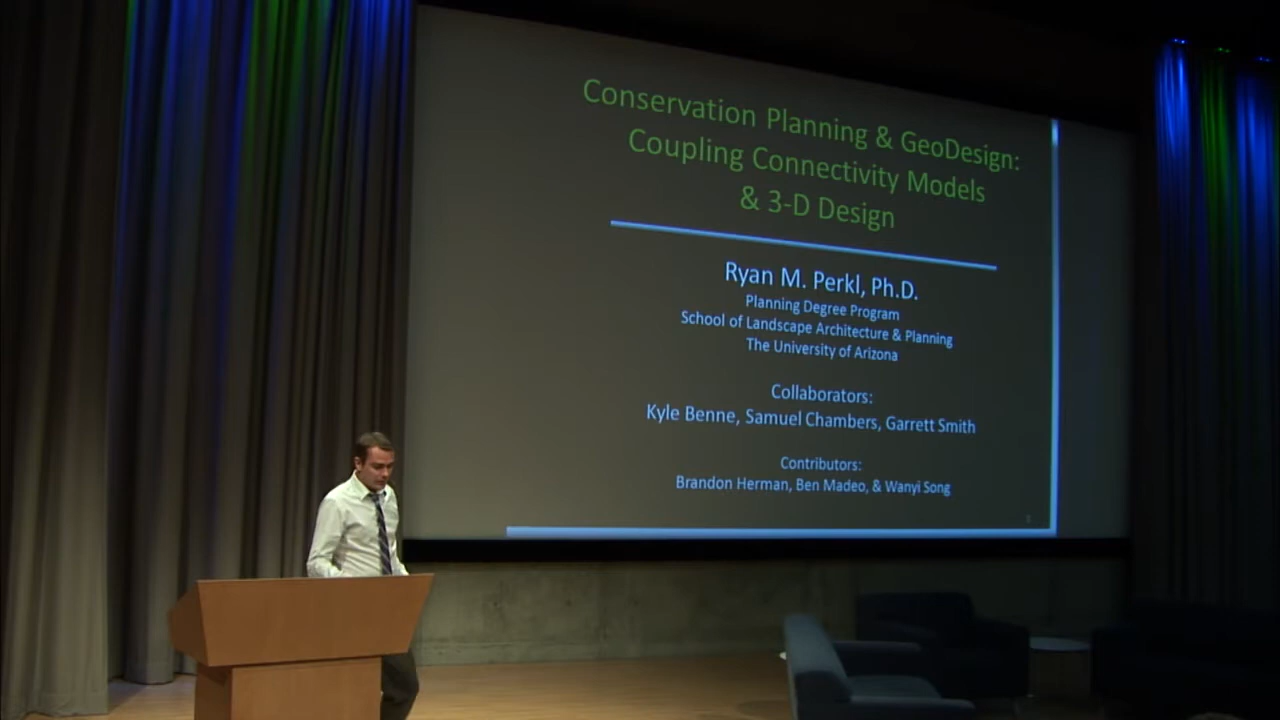 Conservation Planning & GeoDesign:
Coupling Connectivity Models
& 3-D Design
Ryan M. Perkl, Ph.D.
Planning Degree Program
School of Landscape Architecture & Planning
The University of Arizona
Collaborators:
Kyle Benne, Samuel Chambers, Garrett Smith
Contributors:
Brandon Herman, Ben Madeo, & Wanyi Song